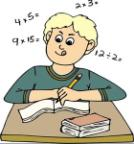 2×3=
4×5=
9×15=
12÷2=